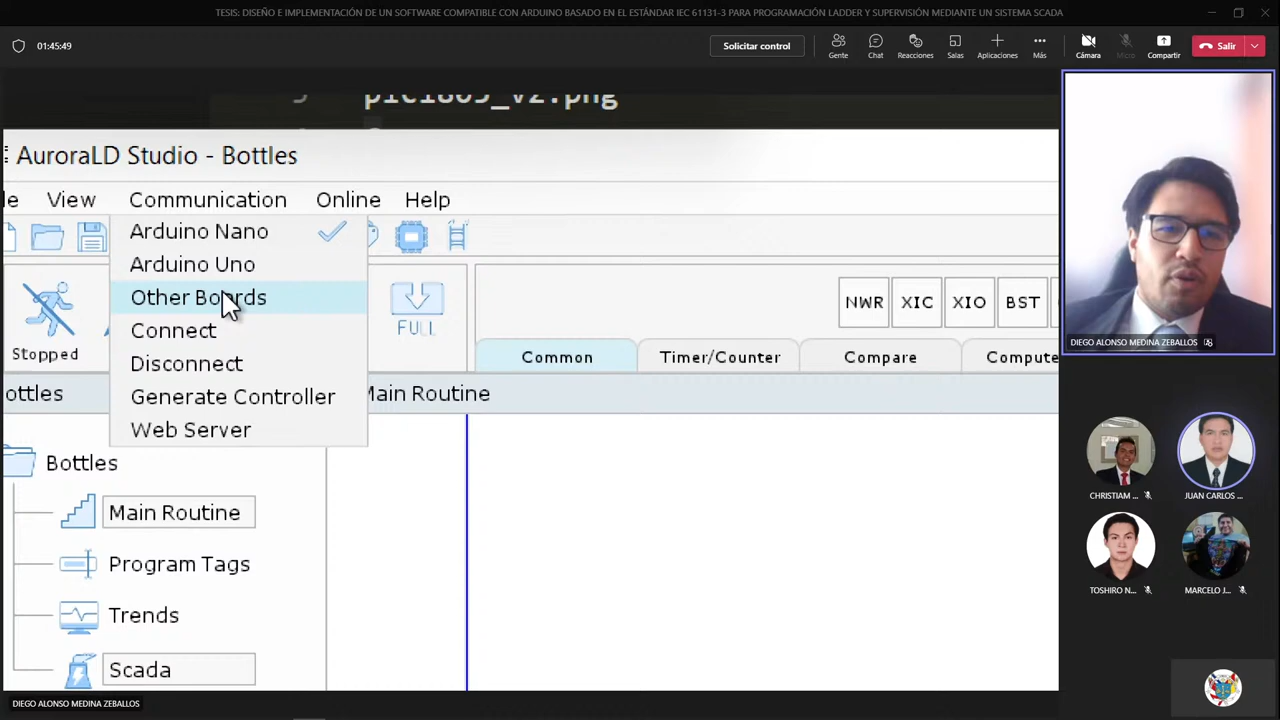 TESIS: DISEÑO E IMPLEMENTACIÓN DE UN SOFTWARE COMPATIBLE CON ARDUINO BASADO EN EL ESTÁNDAR IEC 61131-3 PARA PROGRAMACIÓN LADDER Y SUPERVISIÓN MEDIANTE UN SISTEMA SCADA
01:45:49
Solicitar control
Gente
Chat
Reacciones
Salas
Aplicaciones
Más
Cámara
Micro
Compartir
Salir
AuroraLD Studio - Bottles
View Communication Online Help
Arduino Nano
Arduino Uno
Other Boards
Connect
Disconnect
Generate Controller
Web Server
Stopped
FULL
NWR XIC XIO BST
Common Timer/Counter Compare Compute
ottles
Main Routine
Bottles
Main Routine
Program Tags
Trends
Scada
DIEGO ALONSO MEDINA ZEBALLOS
DIEGO ALONSO MEDINA ZEBALLOS
CHRISTIAM ...
JUAN CARLOS ...
TOSHIRO N...
MARCELO J...